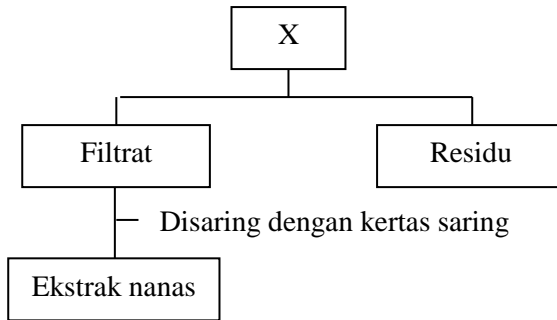 X
Filtrat
Residu
Disaring dengan kertas saring
Ekstrak nanas